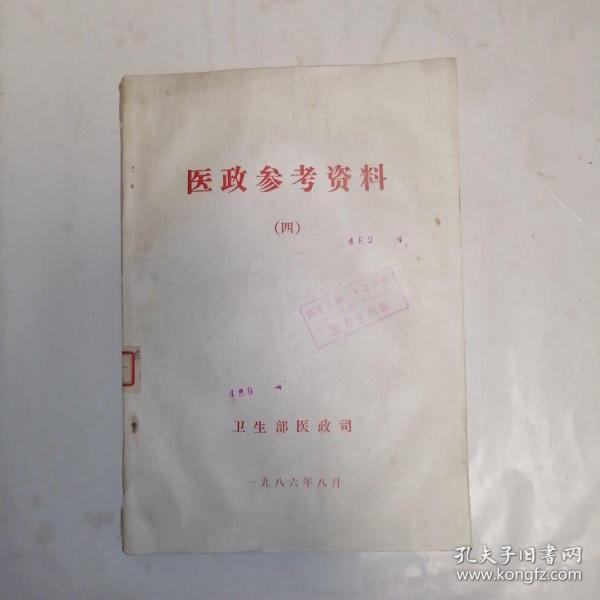 医政参考资料
（四）
489
489
卫生部医政司
一九八六年八月
孔夫子旧书网
www.kongfz.com